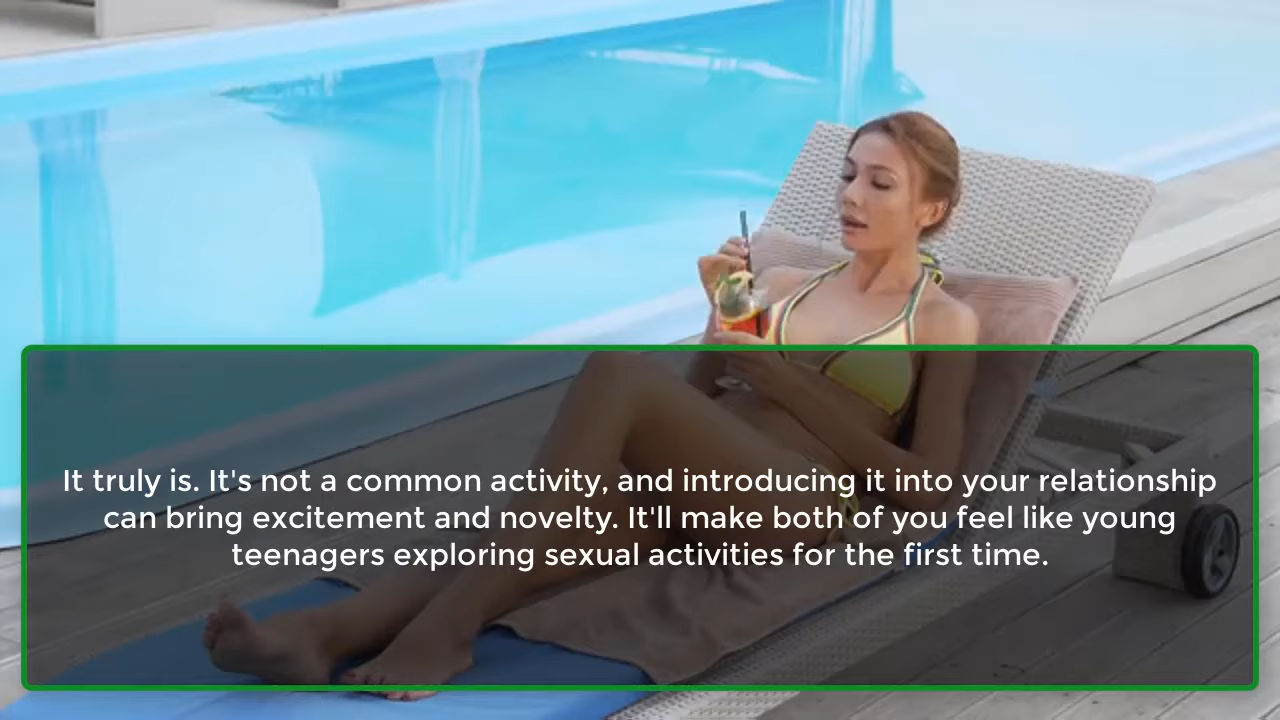 It truly is. It's not a common activity, and introducing it into your relationship
can bring excitement and novelty. It'll make both of you feel like young
teenagers exploring sexual activities for the first time.